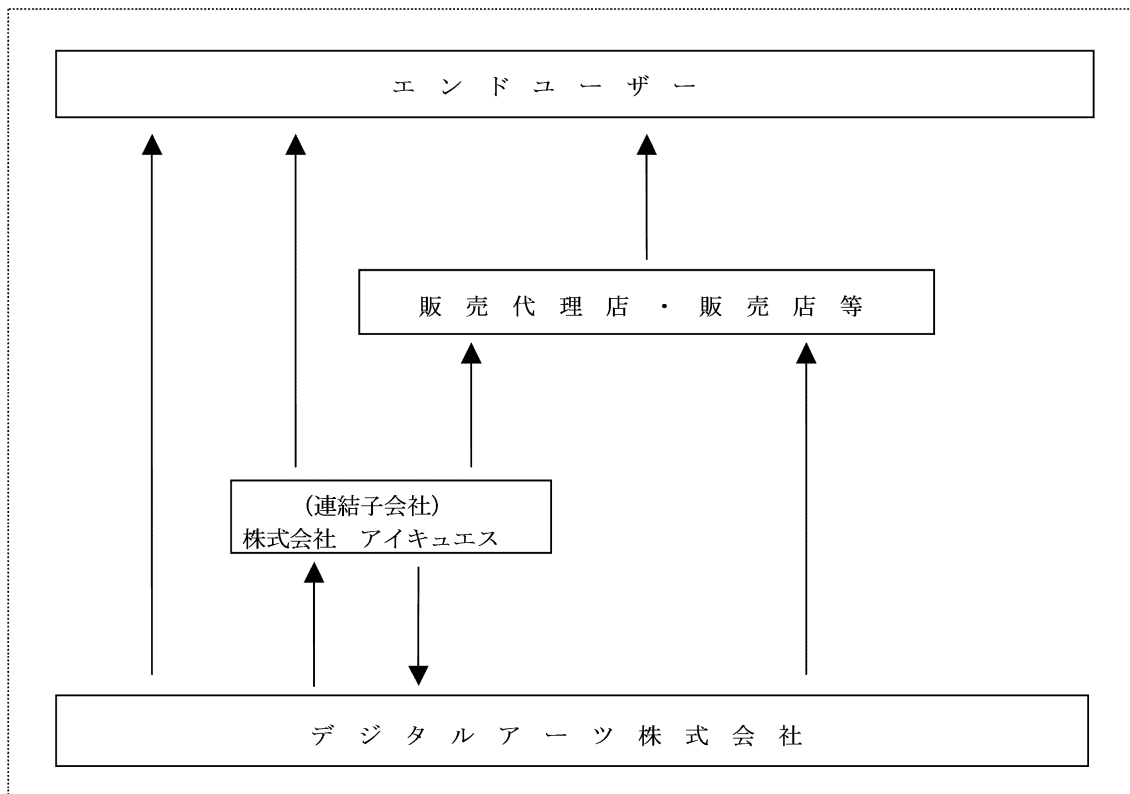 エンドユーザー
販売代理店・販売店等
(連結子会社)
株式会社　アイキュエス
デジタルアーツ株式会社